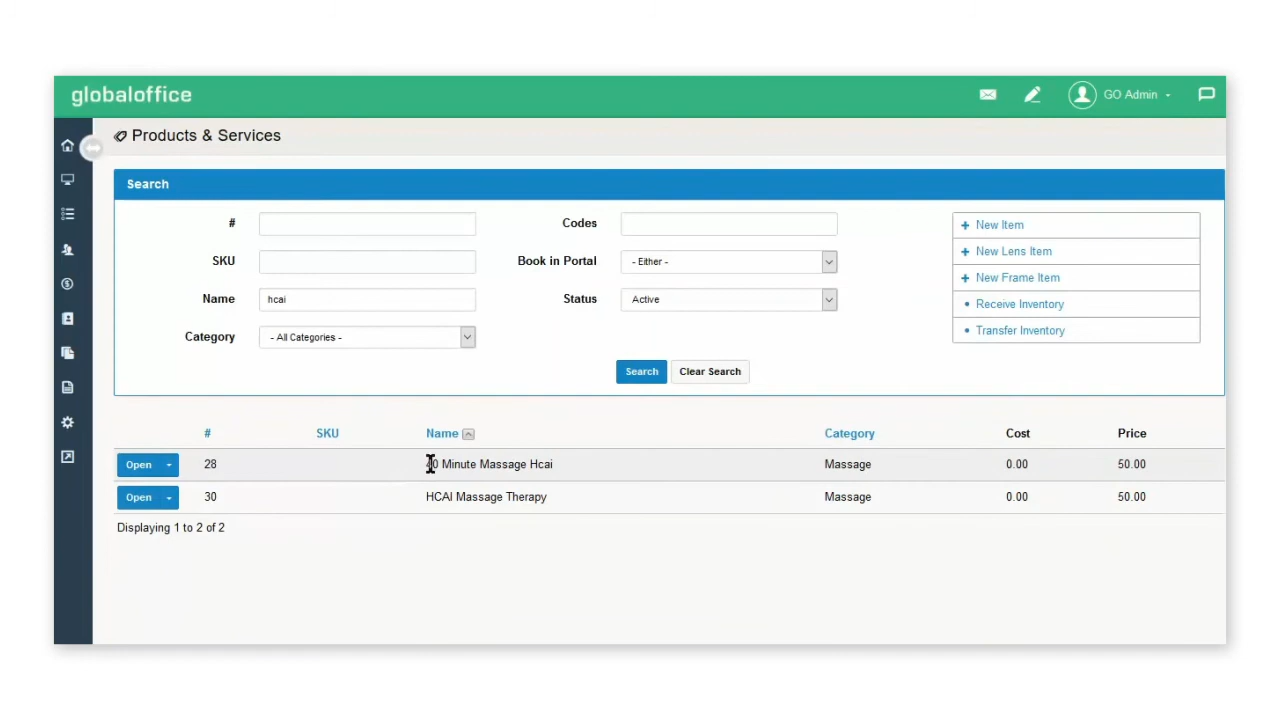 globaloffice
GO Admin
Products & Services
Search
#
Codes
+ New Item
SKU
Book in Portal
- Either -
+ New Lens Item
Name
hcai
Status
Active
+ New Frame Item
• Receive Inventory
Category
- All Categories -
• Transfer Inventory
Search
Clear Search
# SKU Name Category Cost Price
Open 28 Minute Massage Hcai Massage 0.00 50.00
Open 30 HCAI Massage Therapy Massage 0.00 50.00
Displaying 1 to 2 of 2